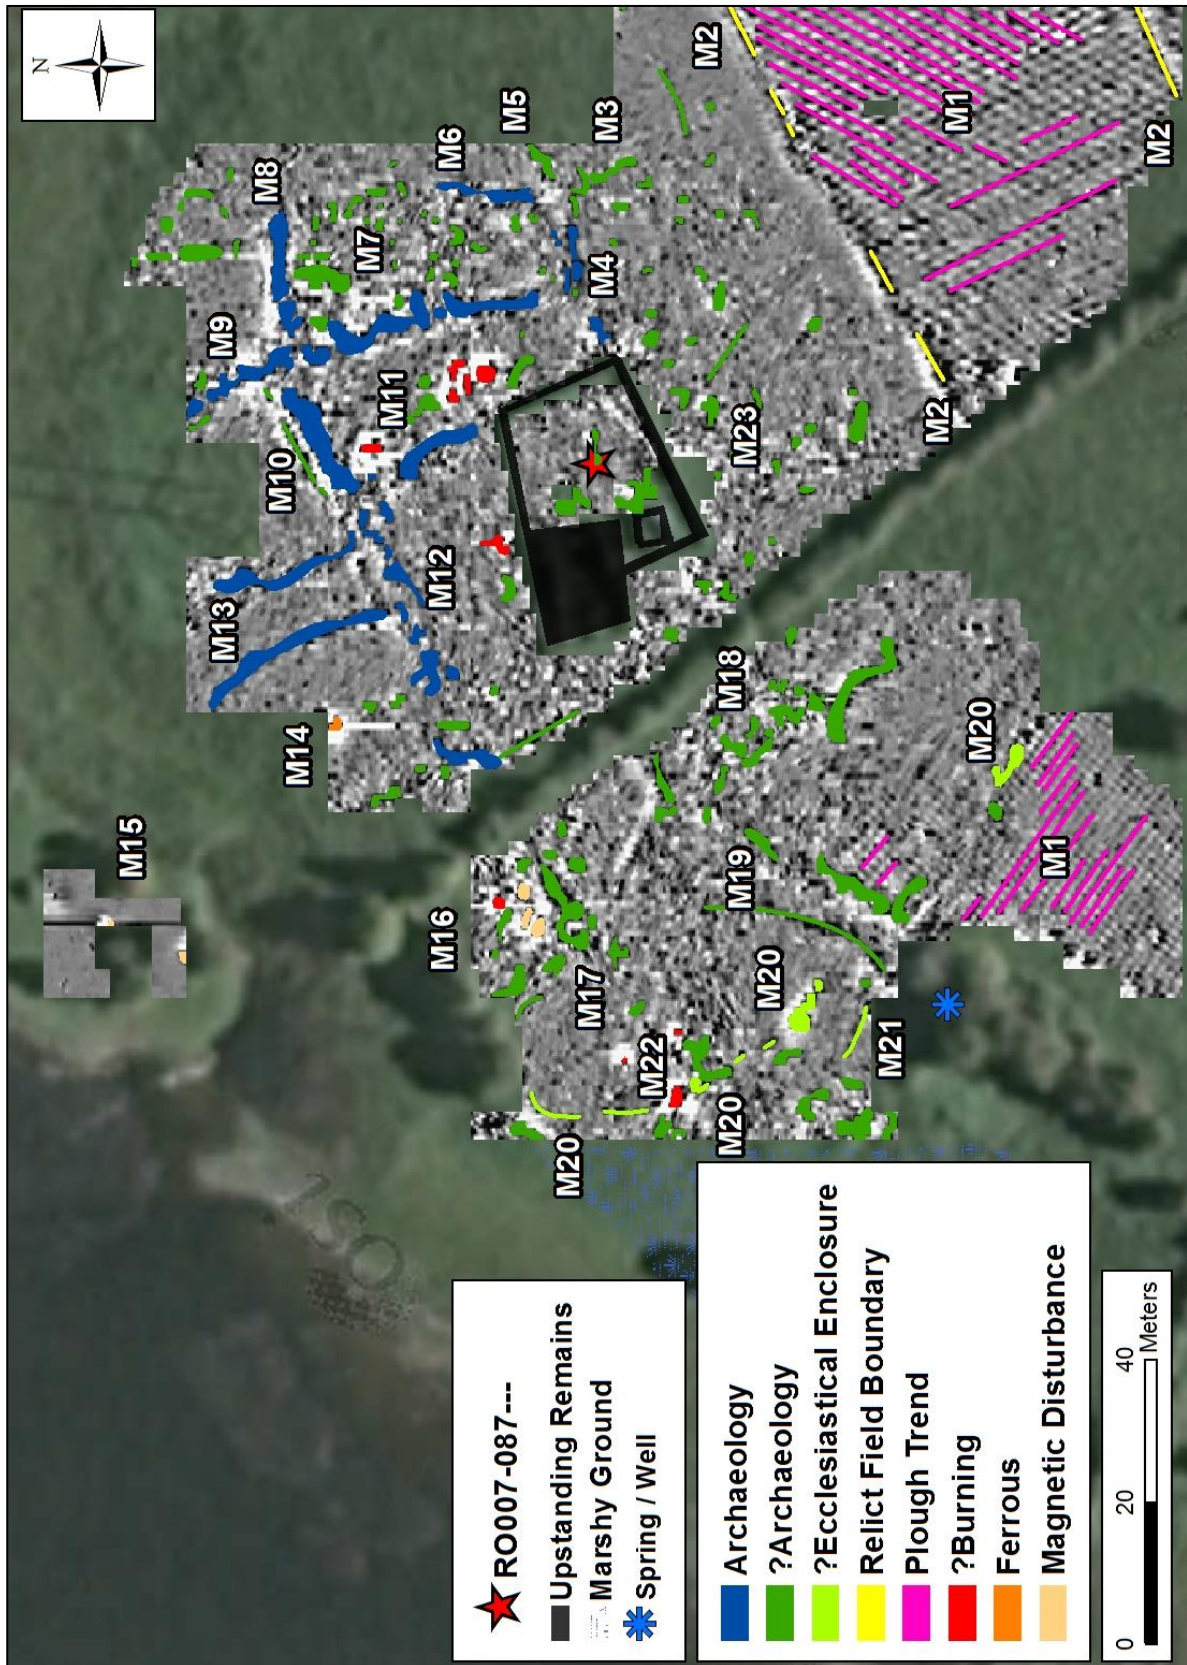 N
M8
M9
M7
M6
M5
M3
M2
M4
M10
M11
M13
M12
M14
M15
M1
M2
M2
M23
M18
M16
M17
M19
M20
M1
M20
M22
M21
M20
M20
RO007-087---
Upstanding Remains
Marshy Ground
Spring / Well
Archaeology
?Archaeology
?Ecclesiastical Enclosure
Relict Field Boundary
Plough Trend
?Burning
Ferrous
Magnetic Disturbance
0 20 40
Meters